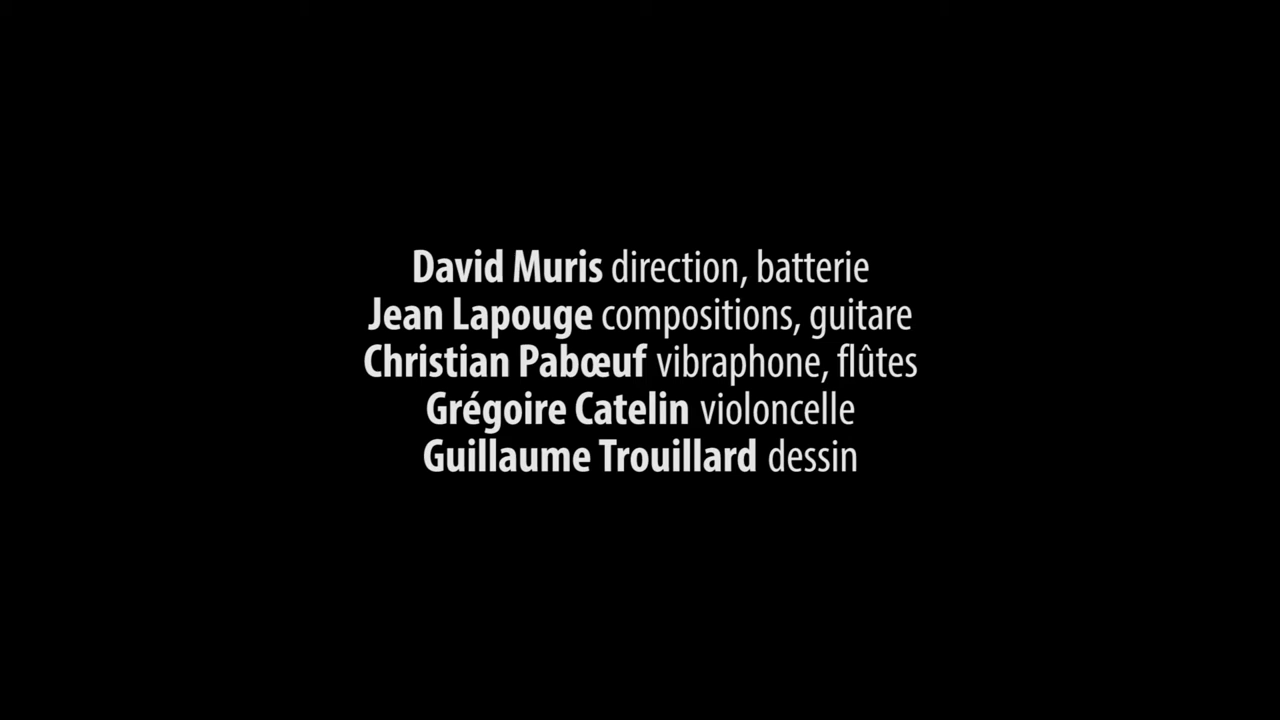 David Muris direction, batterie
Jean Lapouge compositions, guitare
Christian Pabœuf vibraphone, flûtes
Grégoire Catelin violoncelle
Guillaume Trouillard dessin